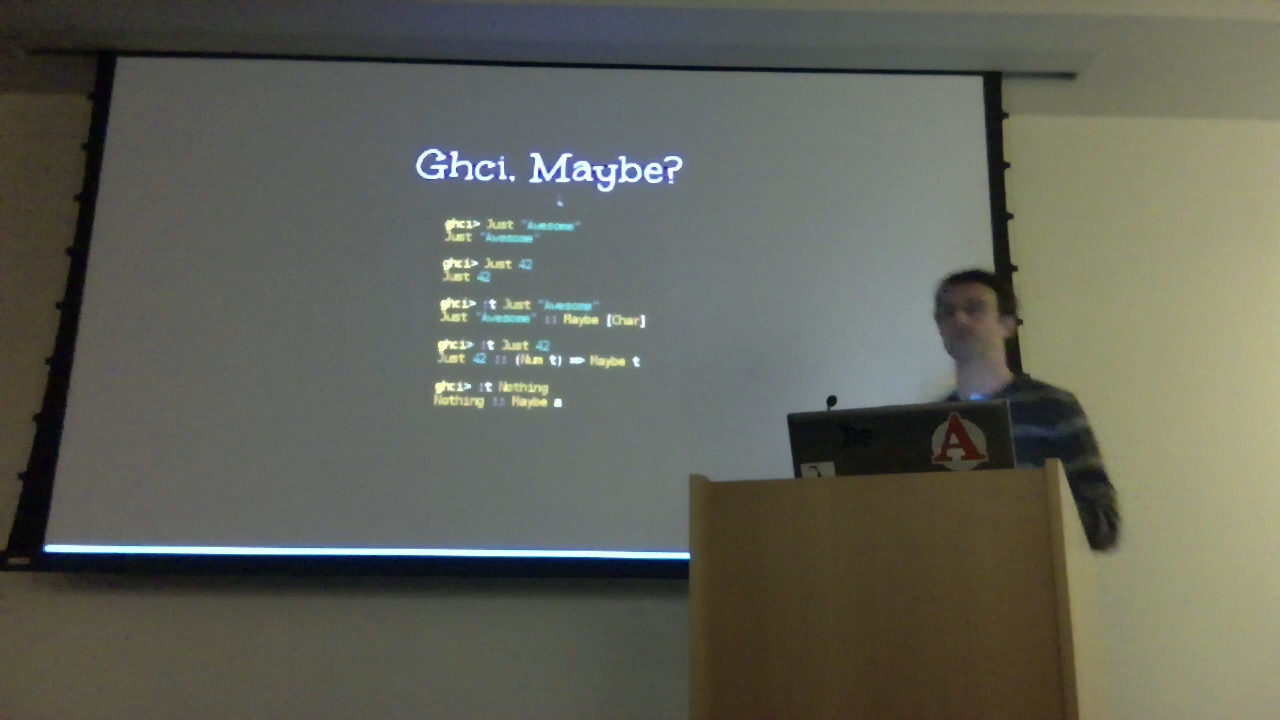 Ghci, Maybe?
ghci> Just "Awesome"
Just "Awesome"
ghci> Just 42
Just 42
ghci> :t Just "Awesome"
Just "Awesome" :: Maybe [Char]
ghci> :t Just 42
Just 42 :: (Num t) => Maybe t
ghci> :t Nothing
Nothing :: Maybe a
A